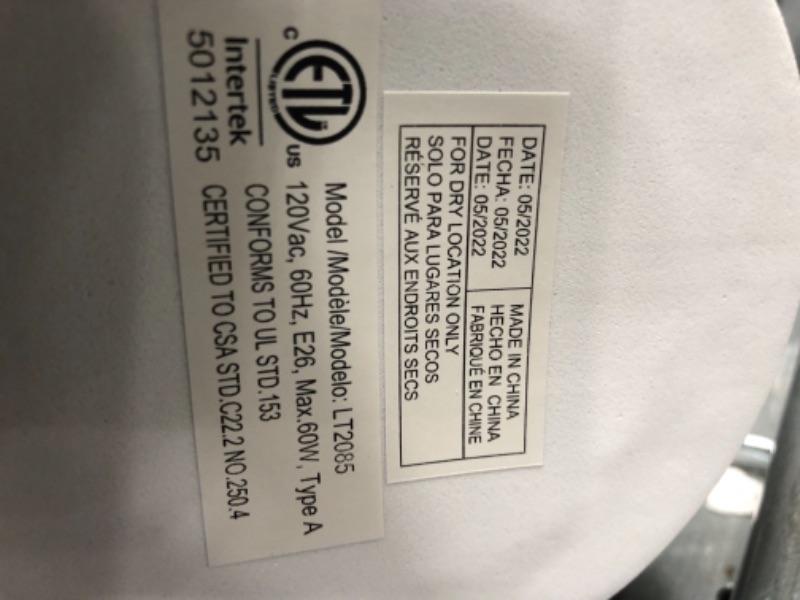 DATE: 05/2022
FECHA: 05/2022
DATE: 05/2022
MADE IN CHINA
HECHO EN CHINA
FABRIQUÉ EN CHINE
FOR DRY LOCATION ONLY
SOLO PARA LUGARES SECOS
RÉSERVÉ AUX ENDROITS SECS
C
ETL
LISTED
US
Intertek
5012135
Model /Modèle/Modelo: LT2085
120Vac, 60Hz, E26, Max.60W, Type A
CONFORMS TO UL STD.153
CERTIFIED TO CSA STD.C22.2 NO.250.4